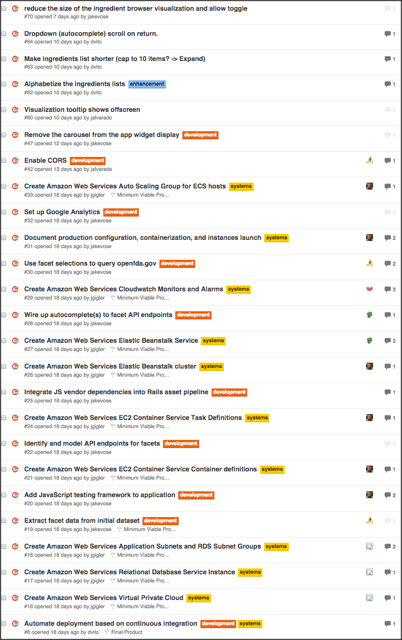 reduce the size of the ingredient browser visualization and allow toggle
#70 opened 7 days ago by jakevose
Dropdown (autocomplete) scroll on return. 1
#64 opened 10 days ago by dvito
Make ingredients list shorter (cap to 10 items? -> Expand) 1
#63 opened 10 days ago by dvito
Alphabetize the ingredients lists enhancement 1
#62 opened 10 days ago by dvito
Visualization tooltip shows offscreen
#60 opened 10 days ago by jalvarado
Remove the carousel from the app widget display development
#47 opened 12 days ago by jakevose
Enable CORS development 1
#42 opened 13 days ago by jalvarado
Create Amazon Web Services Auto Scaling Group for ECS hosts systems 1
#33 opened 18 days ago by jgigler Minimum Viable Pro...
Set up Google Analytics development
#32 opened 18 days ago by jakevose
Document production configuration, containerization, and instances launch systems 2
#31 opened 18 days ago by jakevose
Use facet selections to query openfda.gov development 2
#30 opened 18 days ago by jakevose
Create Amazon Web Services Cloudwatch Monitors and Alarms systems 3
#29 opened 18 days ago by jgigler Minimum Viable Pro...
Wire up autocomplete(s) to facet API endpoints development 1
#28 opened 18 days ago by jakevose
Create Amazon Web Services Elastic Beanstalk Service systems 2
#27 opened 18 days ago by jgigler Minimum Viable Pro...
Create Amazon Web Services Elastic Beanstalk cluster systems 1
#26 opened 18 days ago by jgigler Minimum Viable Pro...
Integrate JS vendor dependencies into Rails asset pipeline development 1
#25 opened 18 days ago by jakevose
Create Amazon Web Services EC2 Container Service Task Definitions systems 1
#24 opened 18 days ago by jgigler Minimum Viable Pro...
Identify and model API endpoints for facets development
#22 opened 18 days ago by jakevose
Create Amazon Web Services EC2 Container Service Container definitions systems 1
#21 opened 18 days ago by jgigler Minimum Viable Pro...
Add JavaScript testing framework to application development 2
#20 opened 18 days ago by jakevose
Extract facet data from initial dataset development
#19 opened 18 days ago by jakevose Minimum Viable Pro...
Create Amazon Web Services Application Subnets and RDS Subnet Groups systems 2
#18 opened 18 days ago by jgigler Minimum Viable Pro...
Create Amazon Web Services Relational Database Service Instance systems 1
#17 opened 18 days ago by jgigler Minimum Viable Pro...
Create Amazon Web Services Virtual Private Cloud systems 1
#16 opened 18 days ago by jgigler Minimum Viable Pro...
Automate deployment based on continuous integration development systems 1
#8 opened 18 days ago by dvito Final Product